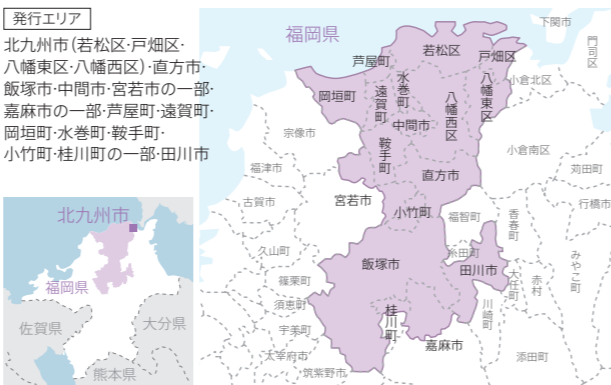 発行エリア
北九州市(若松区·戸畑区·
八幡東区·八幡西区)·直方市·
飯塚市·中間市·宮若市の一部·
嘉麻市の一部·芦屋町·遠賀町·
岡垣町·水巻町·鞍手町·
小竹町·桂川町の一部·田川市
福岡県
下関市
門司区
若松区
戸畑区
芦屋町
小倉北区
岡垣町
遠賀町
水巻町
八幡西区
八幡東区
中間市
宗像市
鞍手町
小倉南区
福津市
直方市
苅田町
古賀市
宮若市
小竹町
福智町
香春町
行橋市
久山町
飯塚市
糸田町
田川市
大任町
赤村
みやこ町
篠栗町
須恵町
宇美町
桂川町
川崎町
嘉麻市
添田町
太宰府市
筑紫野市
北九州市
福岡県
佐賀県
大分県
熊本県